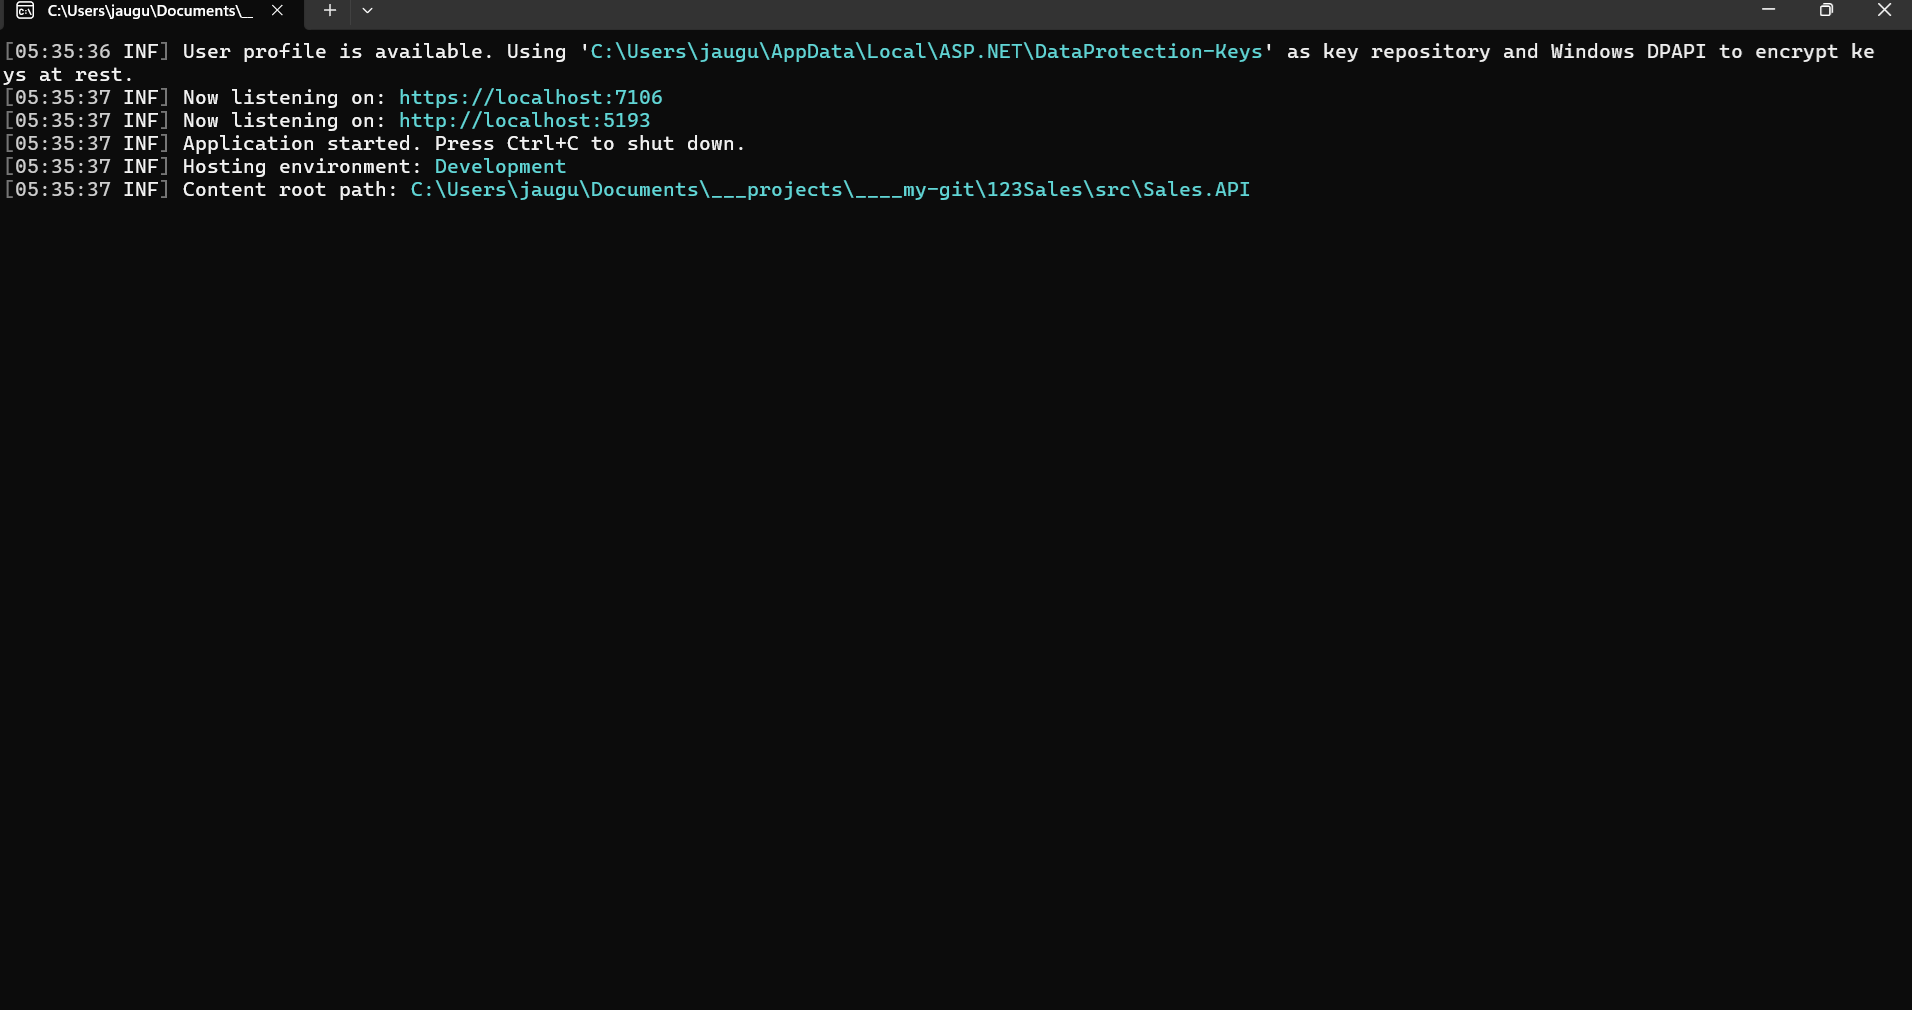 C:\Users\jaugu\Documents\__
[05:35:36 INF] User profile is available. Using 'C:\Users\jaugu\AppData\Local\ASP.NET\DataProtection-Keys' as key repository and Windows DPAPI to encrypt ke
ys at rest.
[05:35:37 INF] Now listening on: https://localhost:7106
[05:35:37 INF] Now listening on: http://localhost:5193
[05:35:37 INF] Application started. Press Ctrl+C to shut down.
[05:35:37 INF] Hosting environment: Development
[05:35:37 INF] Content root path: C:\Users\jaugu\Documents\___projects\____my-git\123Sales\src\Sales.API